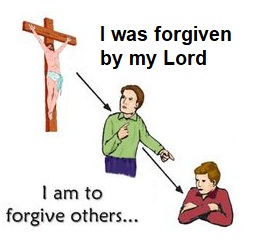 I was forgiven
by my Lord
I am to
forgive others...